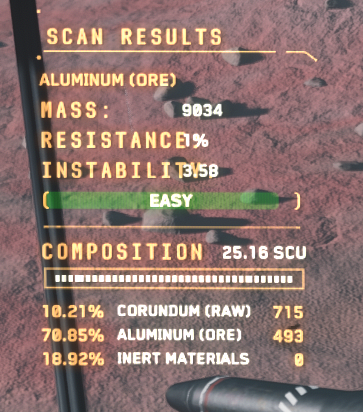 SCAN RESULTS
ALUMINUM (ORE)
MASS: 9034
RESISTANCE 1%
INSTABILITY 3.58
EASY
COMPOSITION 25.16 SCU
10.21% CORUNDUM (RAW) 715
70.85% ALUMINUM (ORE) 493
18.92% INERT MATERIALS 0